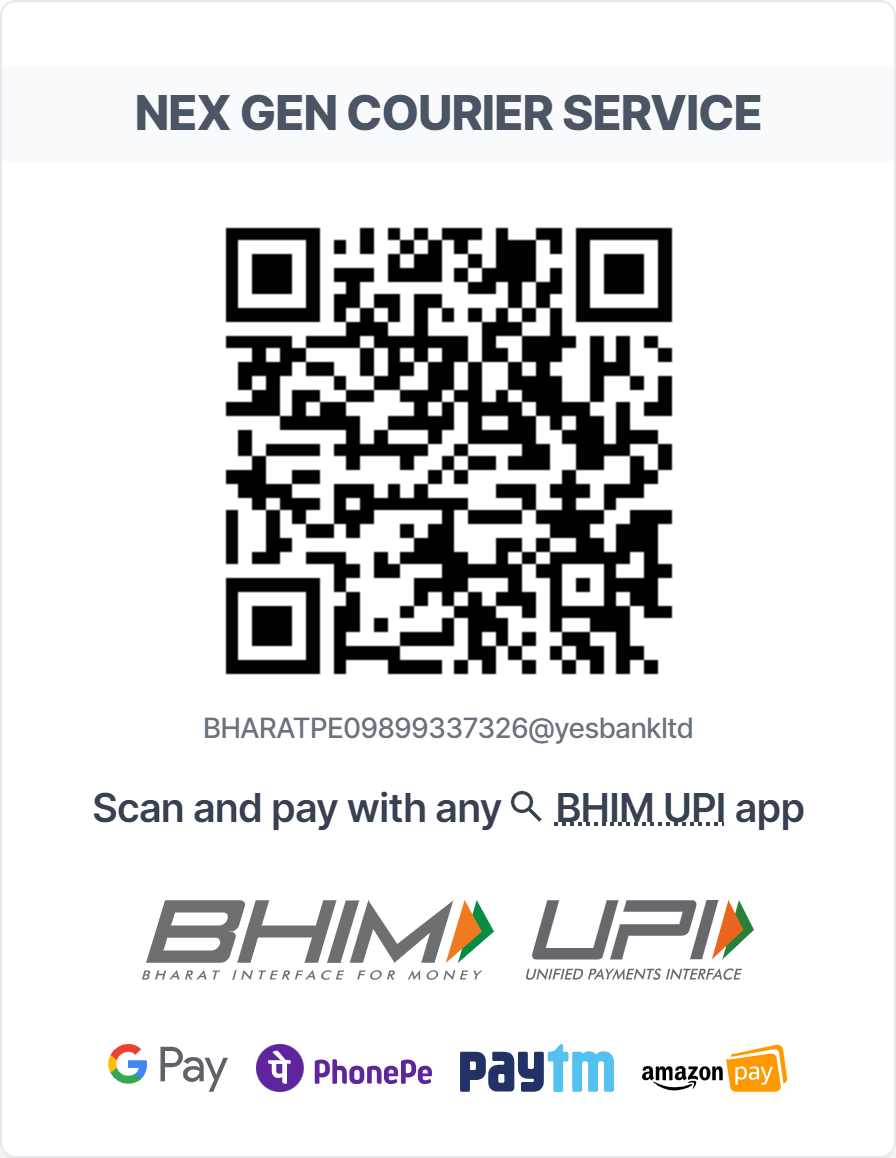 NEX GEN COURIER SERVICE
BHARATPE09899337326@yesbankltd
Scan and pay with any BHIM UPI app
BHIM UPI
BHARAT INTERFACE FOR MONEY UNIFIED PAYMENTS INTERFACE
G Pay पे PhonePe paytm amazon pay